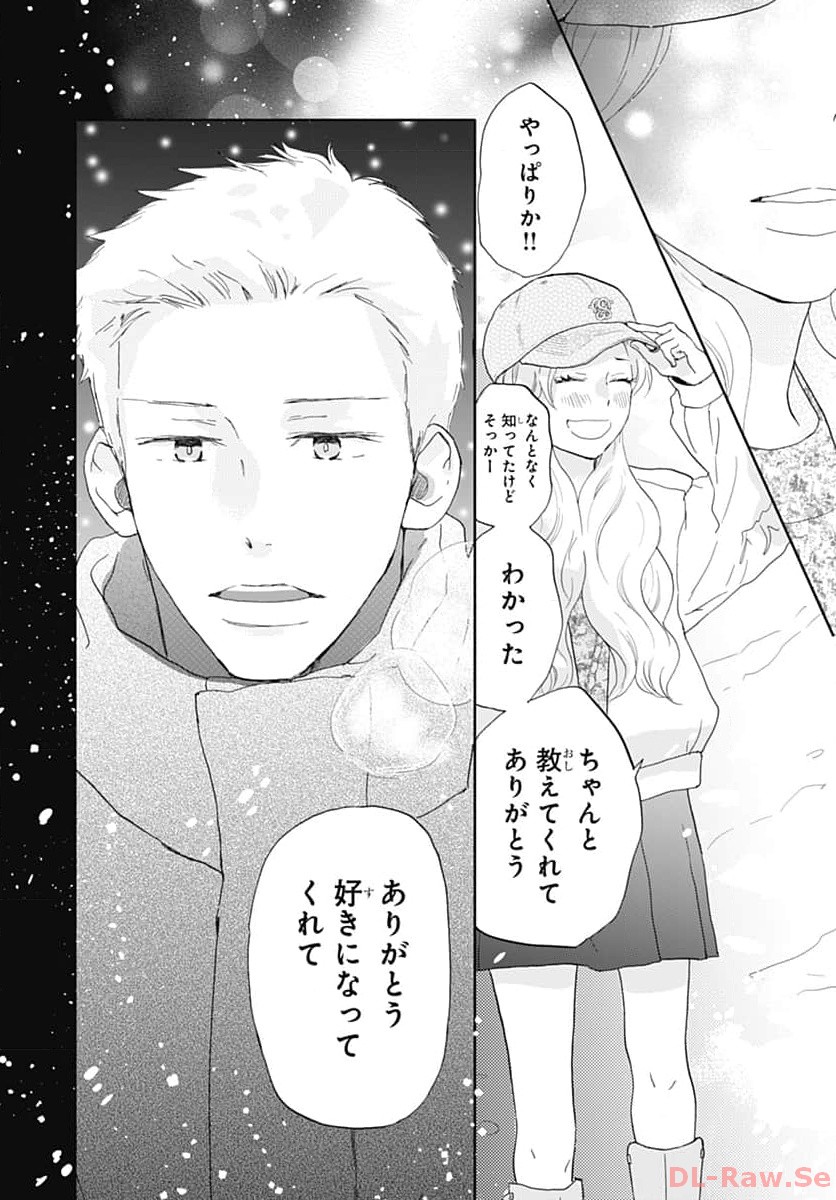 やっぱりか!!
なんとなく
知ってたけど
そっかー
わかった
ちゃんと
教えてくれて
ありがとう
ありがとう
好きになって
くれて
DL-Raw.Se